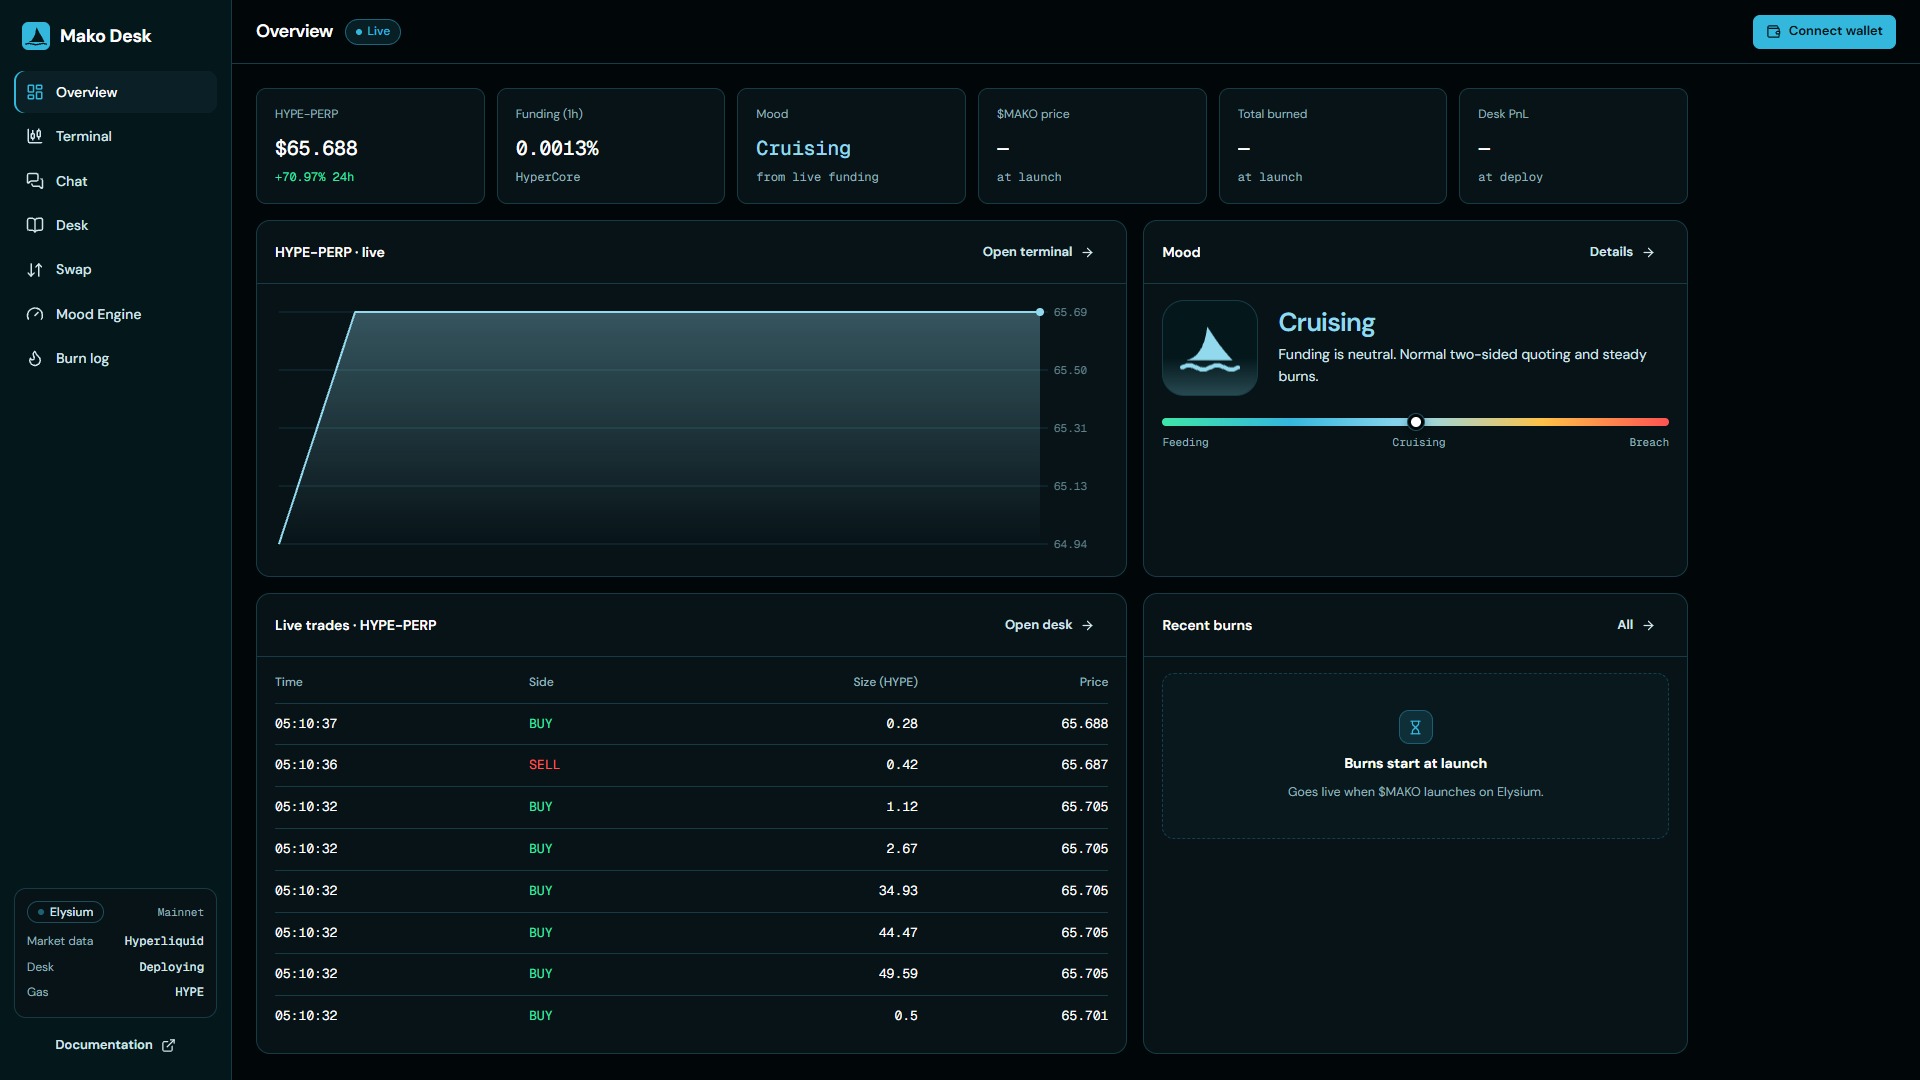 Mako Desk
Overview
Terminal
Chat
Desk
Swap
Mood Engine
Burn log
Elysium Mainnet
Market data Hyperliquid
Desk Deploying
Gas HYPE
Documentation
Overview Live
Connect wallet
HYPE-PERP
$65.688
+70.97% 24h
Funding (1h)
0.0013%
HyperCore
Mood
Cruising
from live funding
$MAKO price
—
at launch
Total burned
—
at launch
Desk PnL
—
at deploy
HYPE-PERP · live Open terminal →
65.69
65.50
65.31
65.13
64.94
Mood Details →
Cruising
Funding is neutral. Normal two-sided quoting and steady
burns.
Feeding Cruising Breach
Live trades · HYPE-PERP Open desk →
Time Side Size (HYPE) Price
05:10:37 BUY 0.28 65.688
05:10:36 SELL 0.42 65.687
05:10:32 BUY 1.12 65.705
05:10:32 BUY 2.67 65.705
05:10:32 BUY 34.93 65.705
05:10:32 BUY 44.47 65.705
05:10:32 BUY 49.59 65.705
05:10:32 BUY 0.5 65.701
Recent burns All →
Burns start at launch
Goes live when $MAKO launches on Elysium.